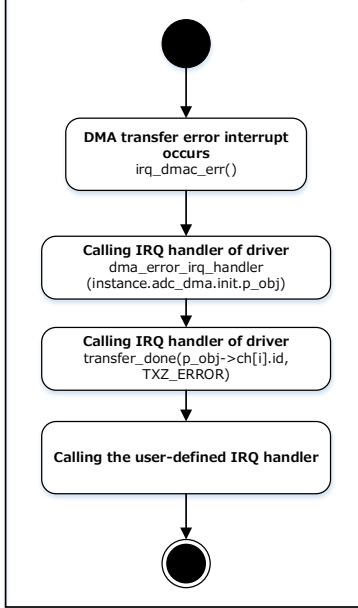 DMA transfer error interrupt
occurs
irq_dmac_err()
Calling IRQ handler of driver
dma_error_irq_handler
(instance.adc_dma.init.p_obj)
Calling IRQ handler of driver
transfer_done(p_obj->ch[i].id,
TXZ_ERROR)
Calling the user-defined IRQ handler